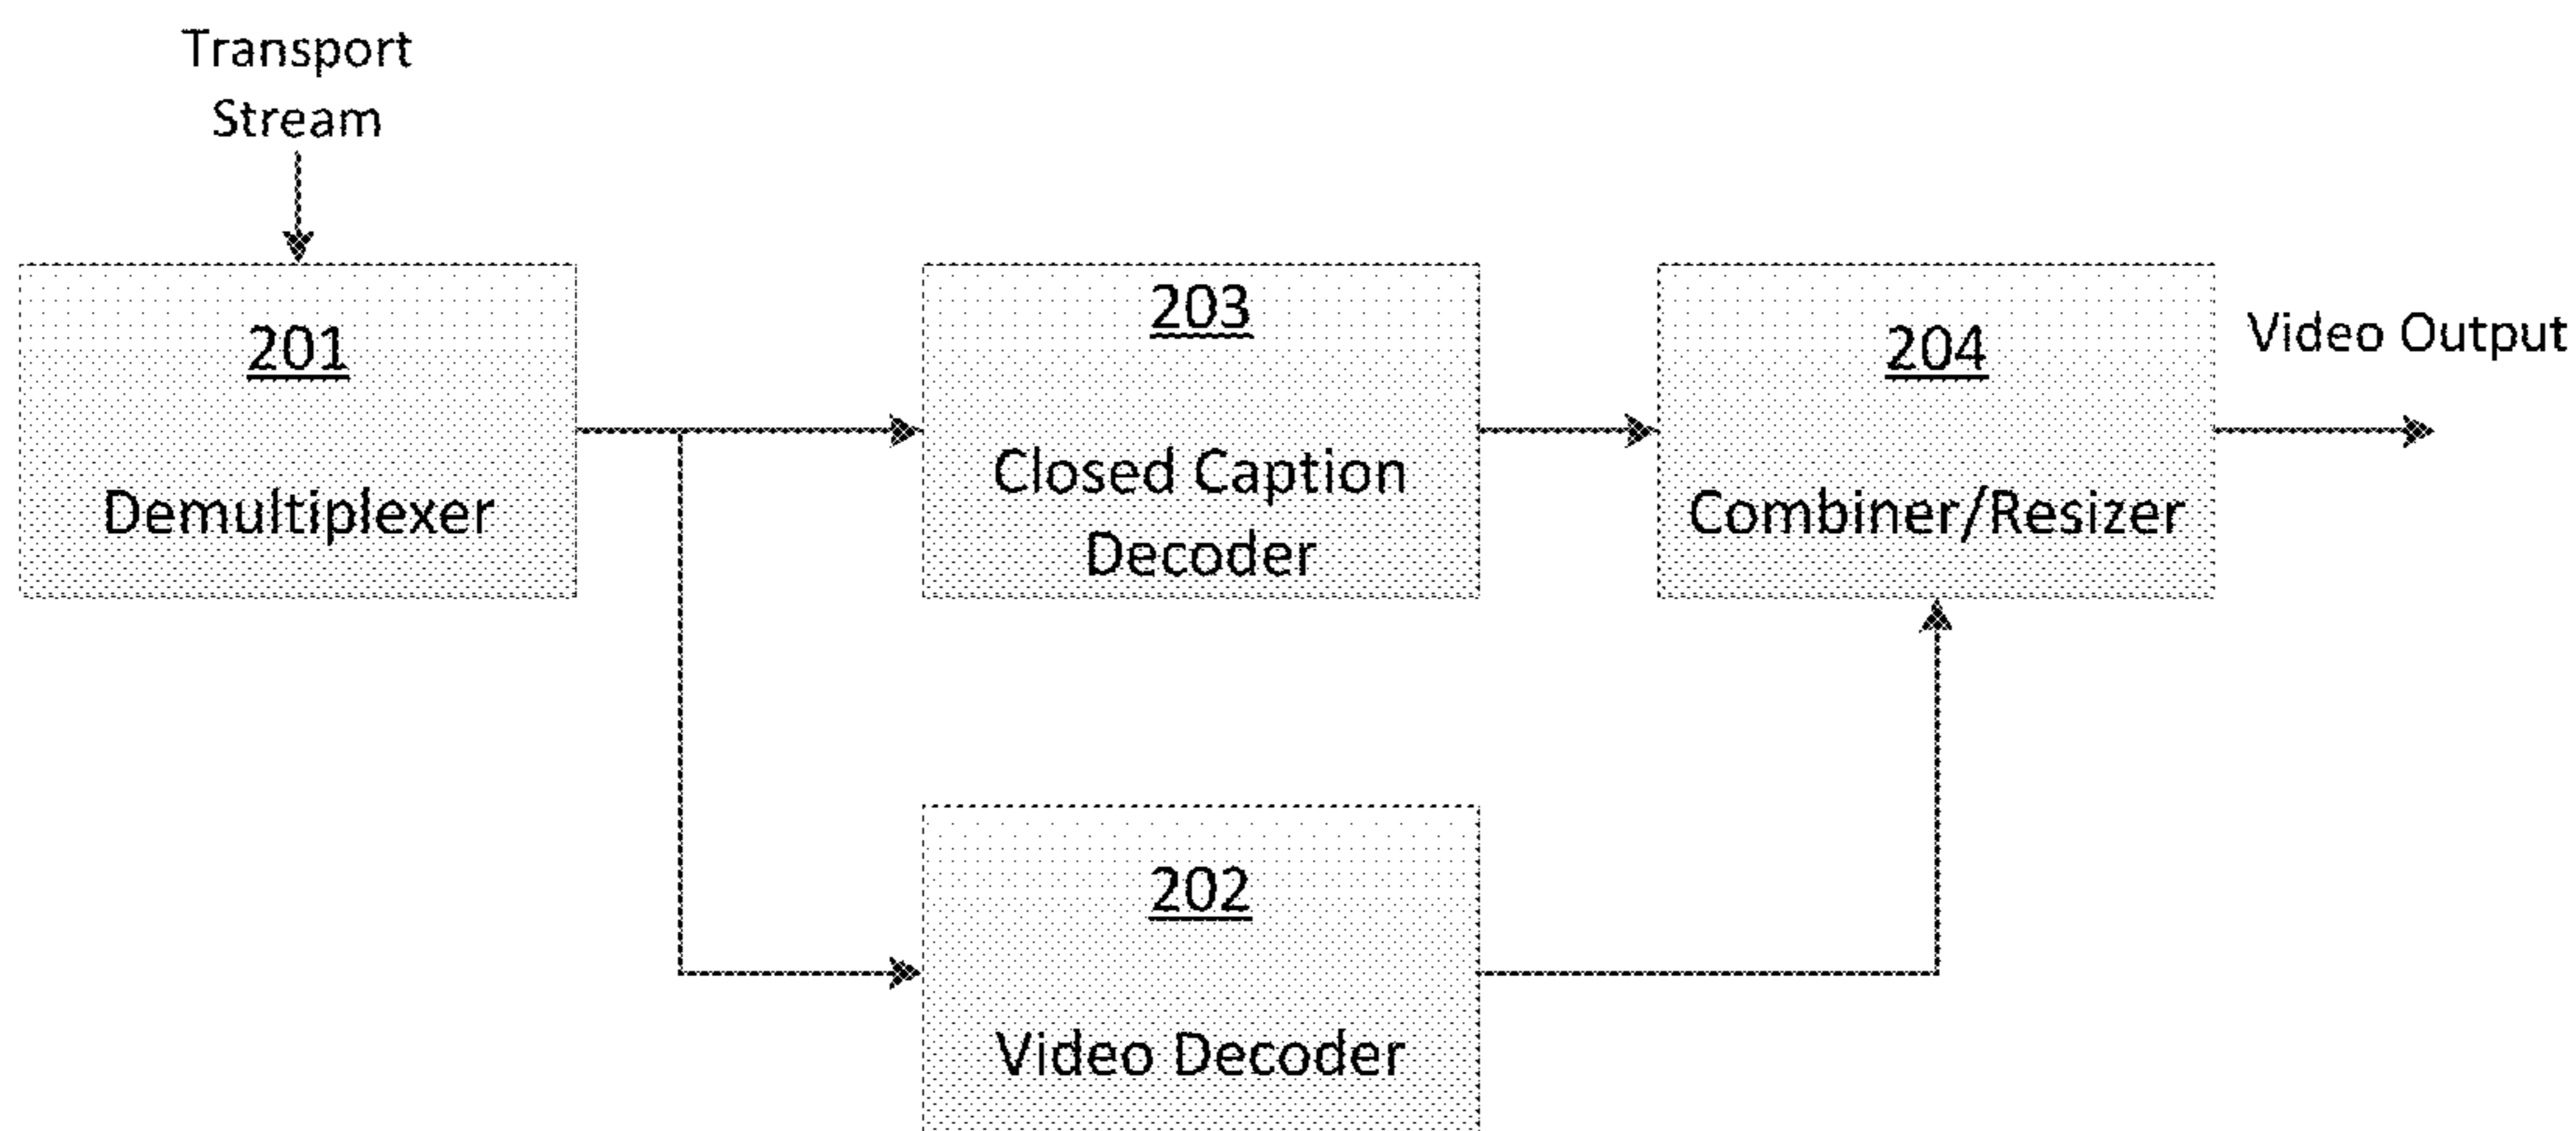 Transport
Stream
201
Demultiplexer
203
Closed Caption
Decoder
204
Combiner/Resizer
Video Output
202
Video Decoder